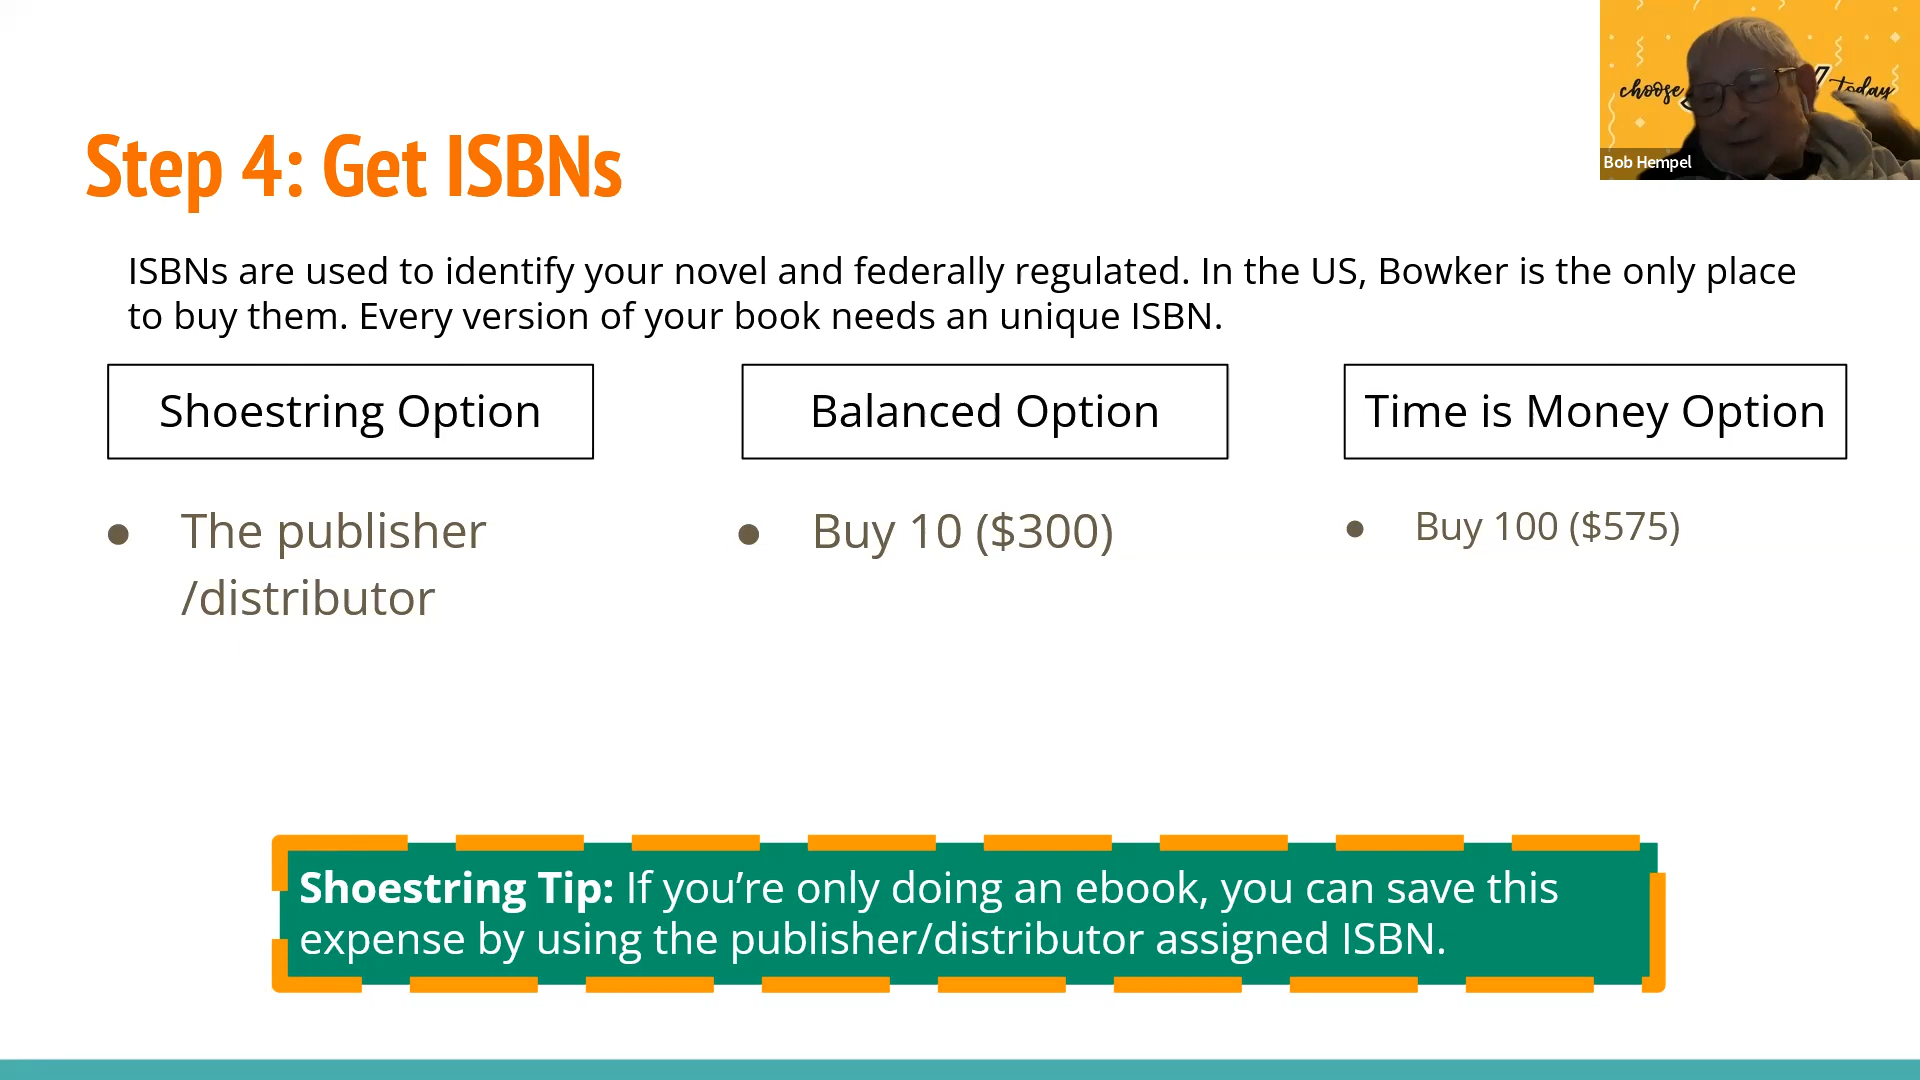 choose today
Bob Hempel
Step 4: Get ISBNs
ISBNs are used to identify your novel and federally regulated. In the US, Bowker is the only place
to buy them. Every version of your book needs an unique ISBN.
Shoestring Option
Balanced Option
Time is Money Option
● The publisher
/distributor
● Buy 10 ($300)
● Buy 100 ($575)
Shoestring Tip: If you’re only doing an ebook, you can save this
expense by using the publisher/distributor assigned ISBN.